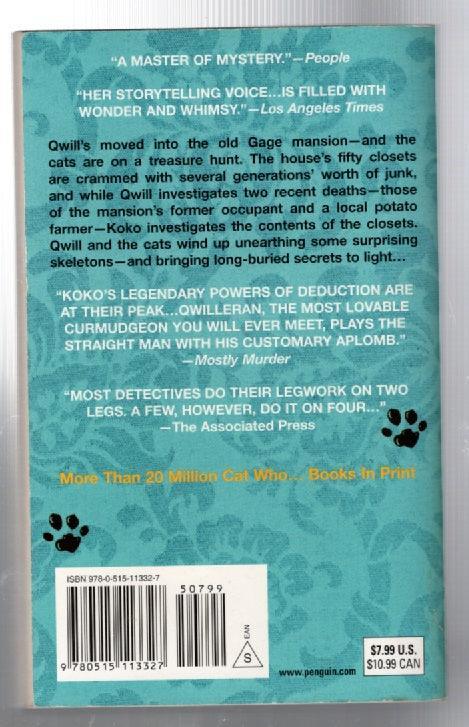 “A MASTER OF MYSTERY.”—People
“HER STORYTELLING VOICE...IS FILLED WITH
WONDER AND WHIMSY.”—Los Angeles Times
Qwill's moved into the old Gage mansion—and the
cats are on a treasure hunt. The house's fifty closets
are crammed with several generations' worth of junk,
and while Qwill investigates two recent deaths—those
of the mansion's former occupant and a local potato
farmer—Koko investigates the contents of the closets.
Qwill and the cats wind up unearthing some surprising
skeletons—and bringing long-buried secrets to light...
“KOKO'S LEGENDARY POWERS OF DEDUCTION ARE
AT THEIR PEAK...QWILLERAN, THE MOST LOVABLE
CURMUDGEON YOU WILL EVER MEET, PLAYS THE
STRAIGHT MAN WITH HIS CUSTOMARY APLOMB.”
—Mostly Murder
“MOST DETECTIVES DO THEIR LEGWORK ON TWO
LEGS. A FEW, HOWEVER, DO IT ON FOUR...”
—The Associated Press
More Than 20 Million Cat Who... Books In Print
ISBN 978-0-515-11332-7
50799
9 780515 113327
EAN
S
www.penguin.com
$7.99 U.S.
$10.99 CAN